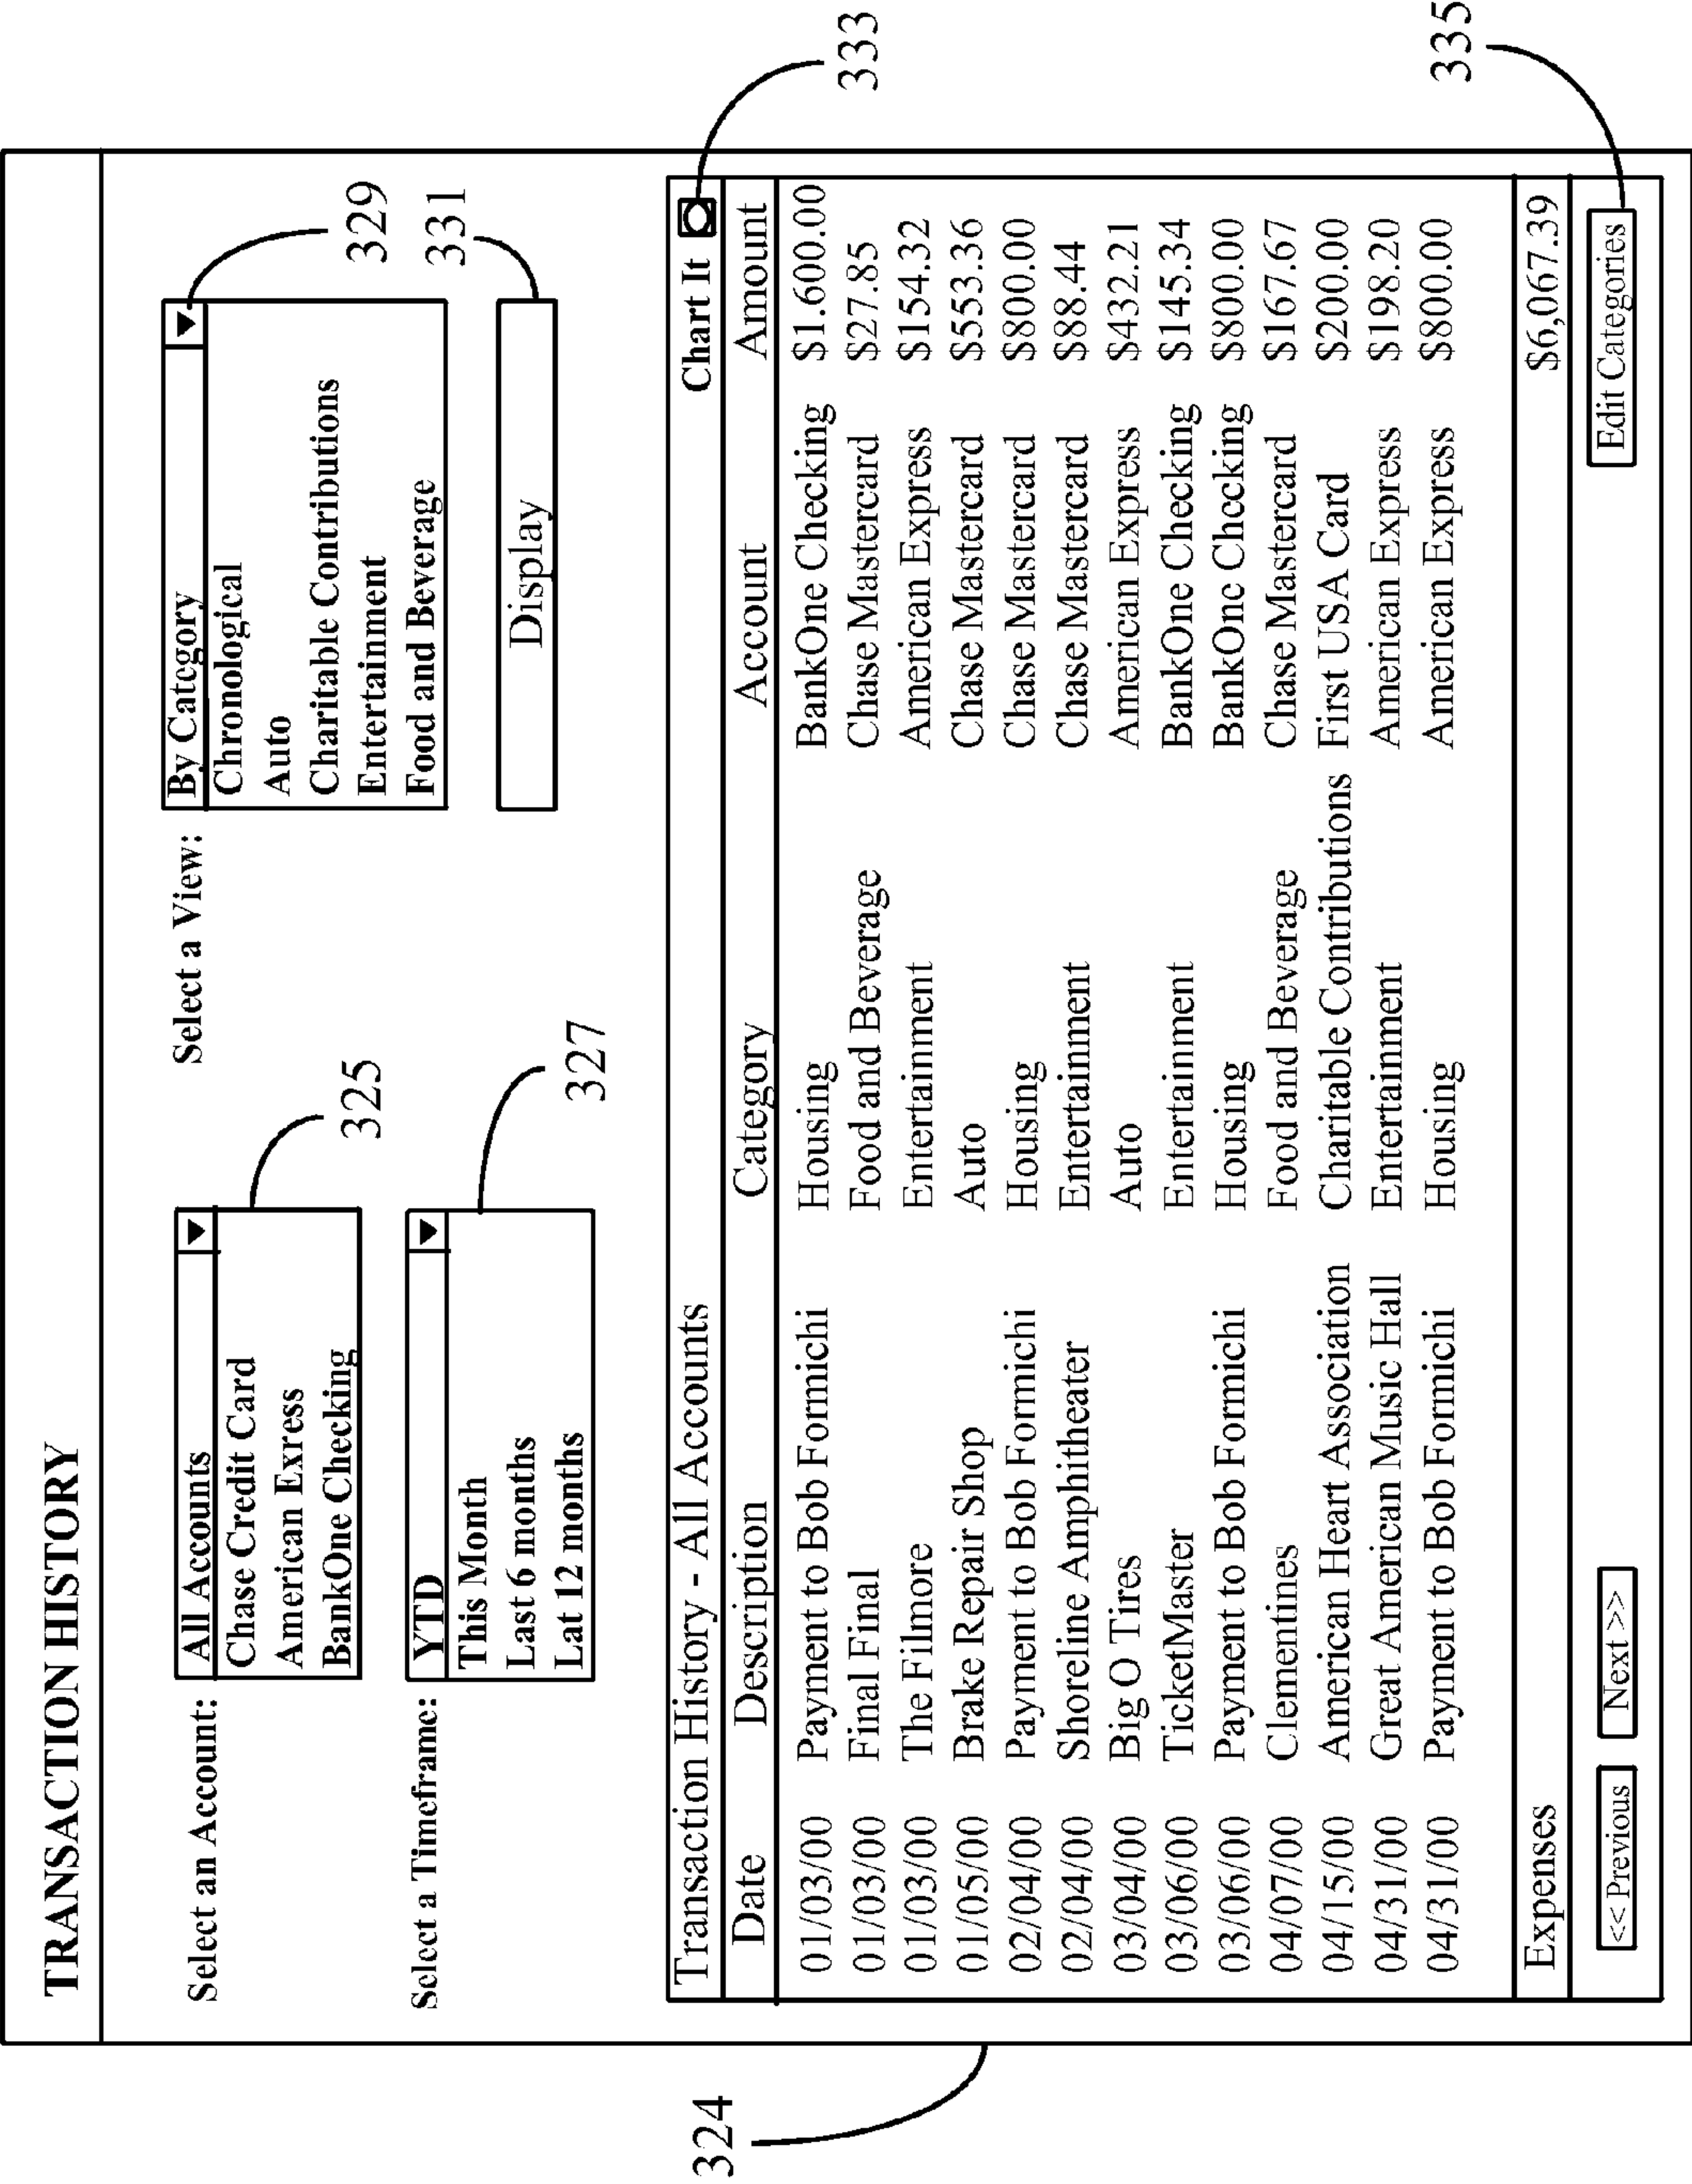 TRANSACTION HISTORY
Select an Account:
All Accounts
Chase Credit Card
American Exress
BankOne Checking
325
Select a Timeframe:
YTD
This Month
Last 6 months
Lat 12 months
327
Select a View:
By Category
Chronological
Auto
Charitable Contributions
Entertainment
Food and Beverage
329
331
Display
Transaction History - All Accounts Chart It
333
Date Description Category Account Amount
01/03/00 Payment to Bob Formichi Housing BankOne Checking $1.600.00
01/03/00 Final Final Food and Beverage Chase Mastercard $27.85
01/03/00 The Filmore Entertainment American Express $154.32
01/05/00 Brake Repair Shop Auto Chase Mastercard $553.36
02/04/00 Payment to Bob Formichi Housing Chase Mastercard $800.00
02/04/00 Shoreline Amphitheater Entertainment Chase Mastercard $88.44
03/04/00 Big O Tires Auto American Express $432.21
03/06/00 TicketMaster Entertainment BankOne Checking $145.34
03/06/00 Payment to Bob Formichi Housing BankOne Checking $800.00
04/07/00 Clementines Food and Beverage Chase Mastercard $167.67
04/15/00 American Heart Association Charitable Contributions First USA Card $200.00
04/31/00 Great American Music Hall Entertainment American Express $198.20
04/31/00 Payment to Bob Formichi Housing American Express $800.00
Expenses $6,067.39
<< Previous Next >> Edit Categories
335
324